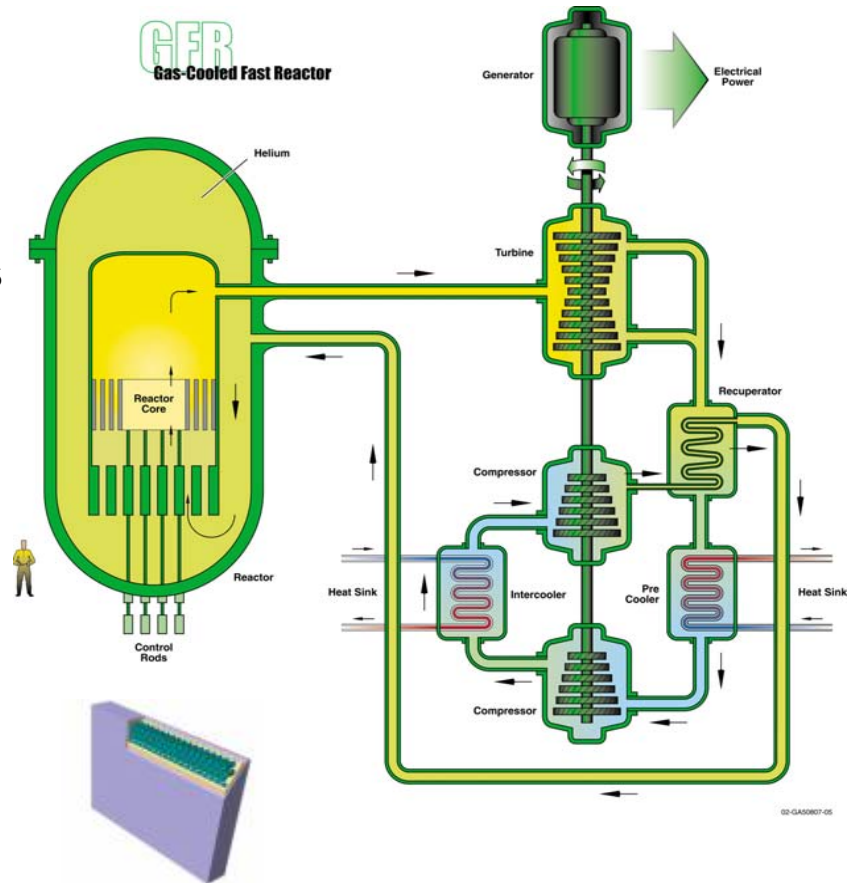 GFR
Gas-Cooled Fast Reactor
Generator
Electrical
Power
Helium
Turbine
Reactor
Core
Recuperator
Compressor
Reactor
Heat Sink
Intercooler
Pre
Cooler
Heat Sink
Control
Rods
Compressor
02-GA50807-05